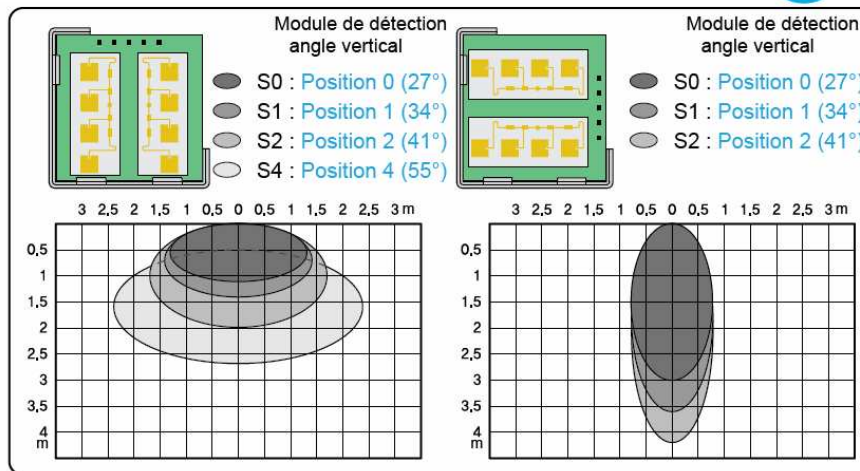 Module de détection
angle vertical
S0 : Position 0 (27°)
S1 : Position 1 (34°)
S2 : Position 2 (41°)
S4 : Position 4 (55°)
3 2,5 2 1,5 1 0,5 0 0,5 1 1,5 2 2,5 3 m
0,5
1
1,5
2
2,5
3
3,5
4
m
Module de détection
angle vertical
S0 : Position 0 (27°)
S1 : Position 1 (34°)
S2 : Position 2 (41°)
3 2,5 2 1,5 1 0,5 0 0,5 1 1,5 2 2,5 3 m
0,5
1
1,5
2
2,5
3
3,5
4
m